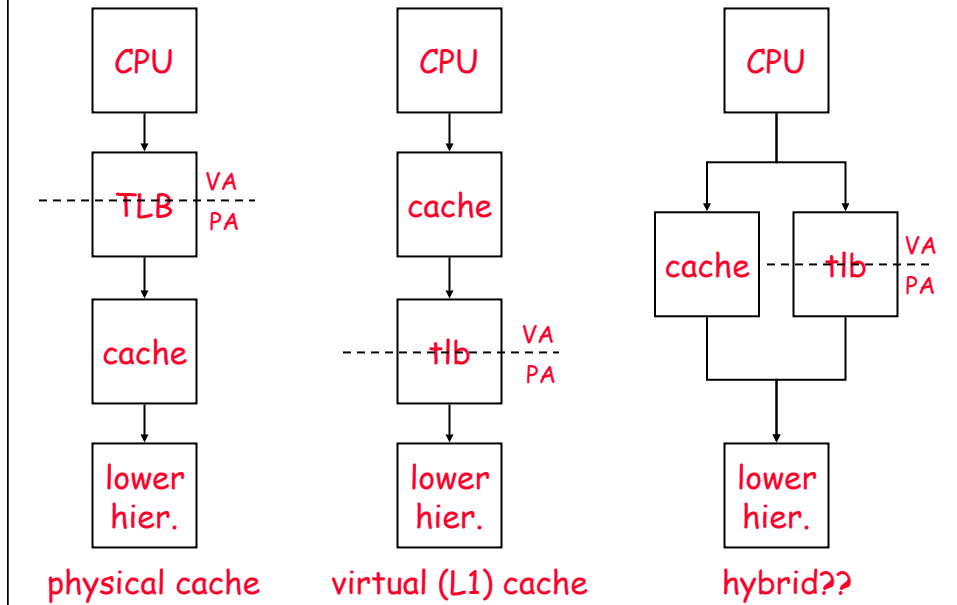 CPU
TLB
VA
PA
cache
lower
hier.
physical cache
CPU
cache
tlb
VA
PA
lower
hier.
virtual (L1) cache
CPU
cache
tlb
VA
PA
lower
hier.
hybrid??